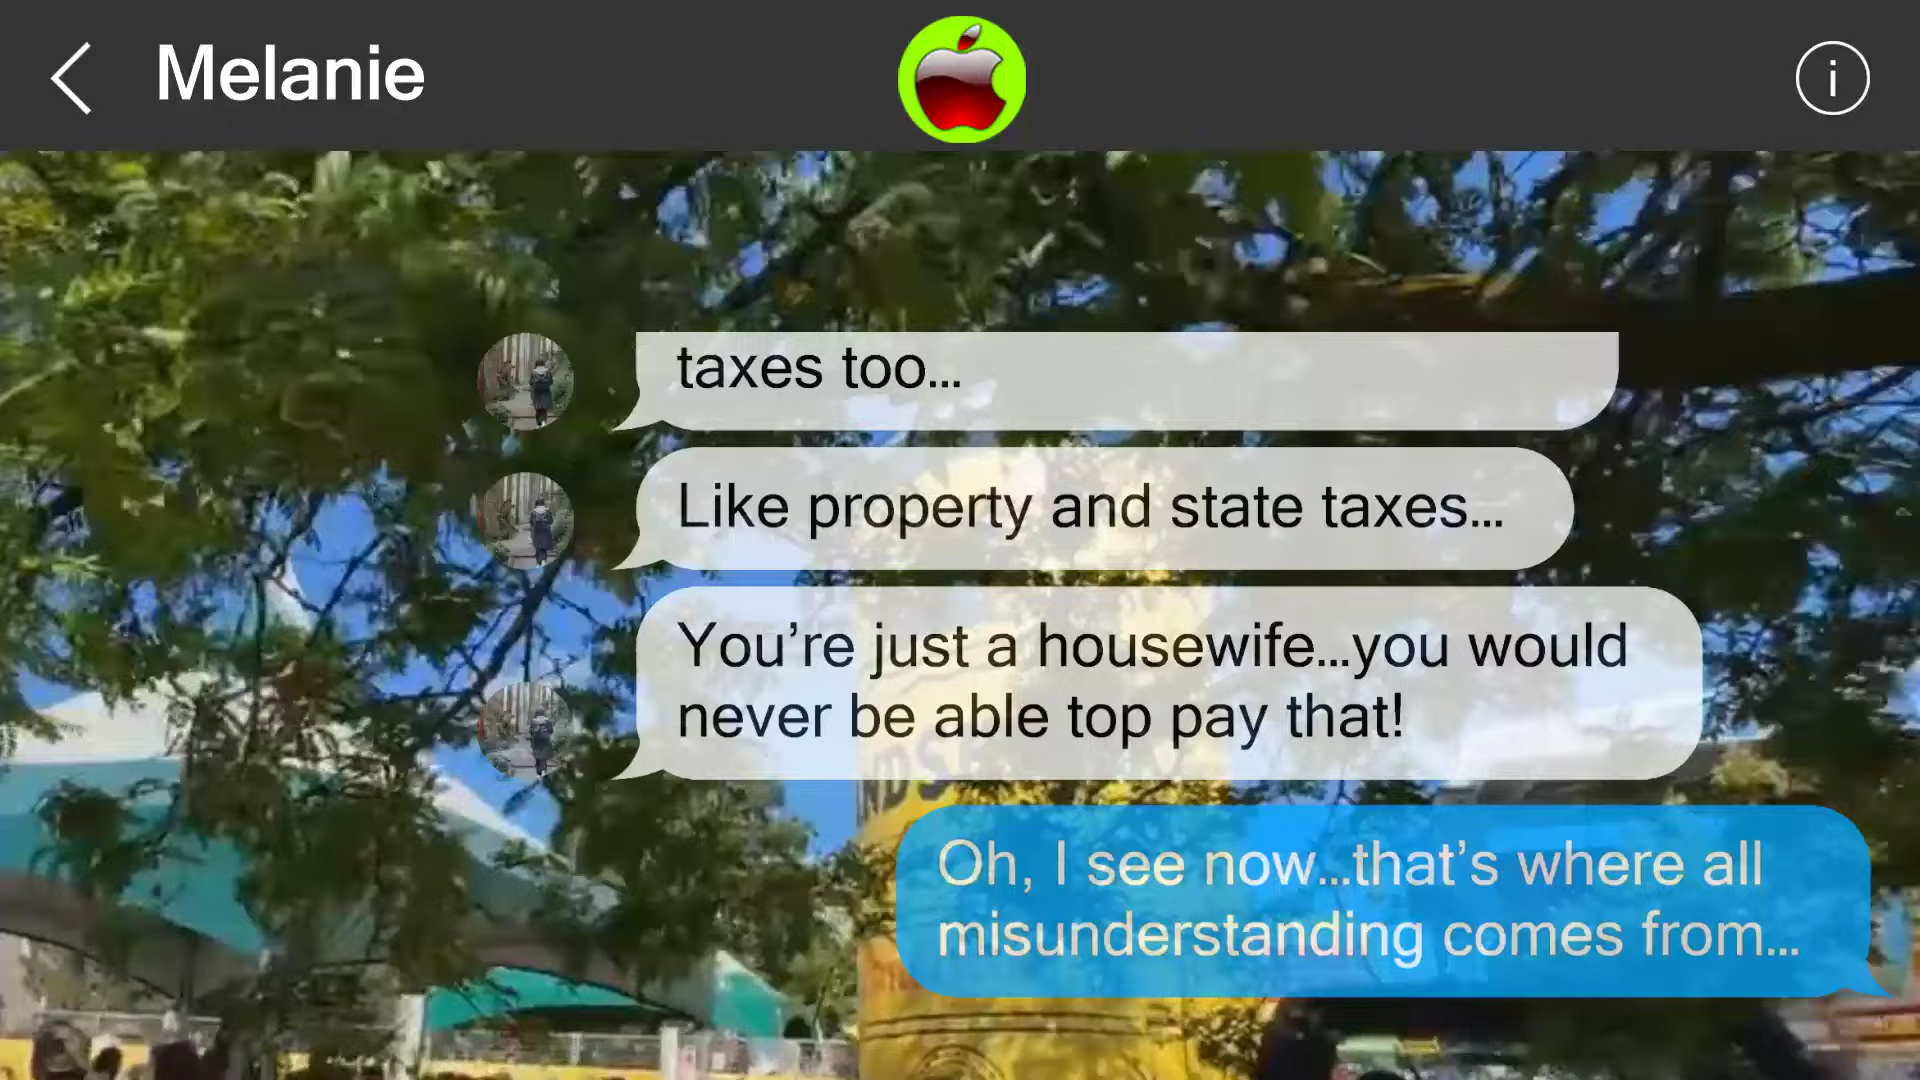 Melanie
i
taxes too...
Like property and state taxes...
You’re just a housewife...you would
never be able top pay that!
NDS
Oh, I see now...that’s where all
misunderstanding comes from...